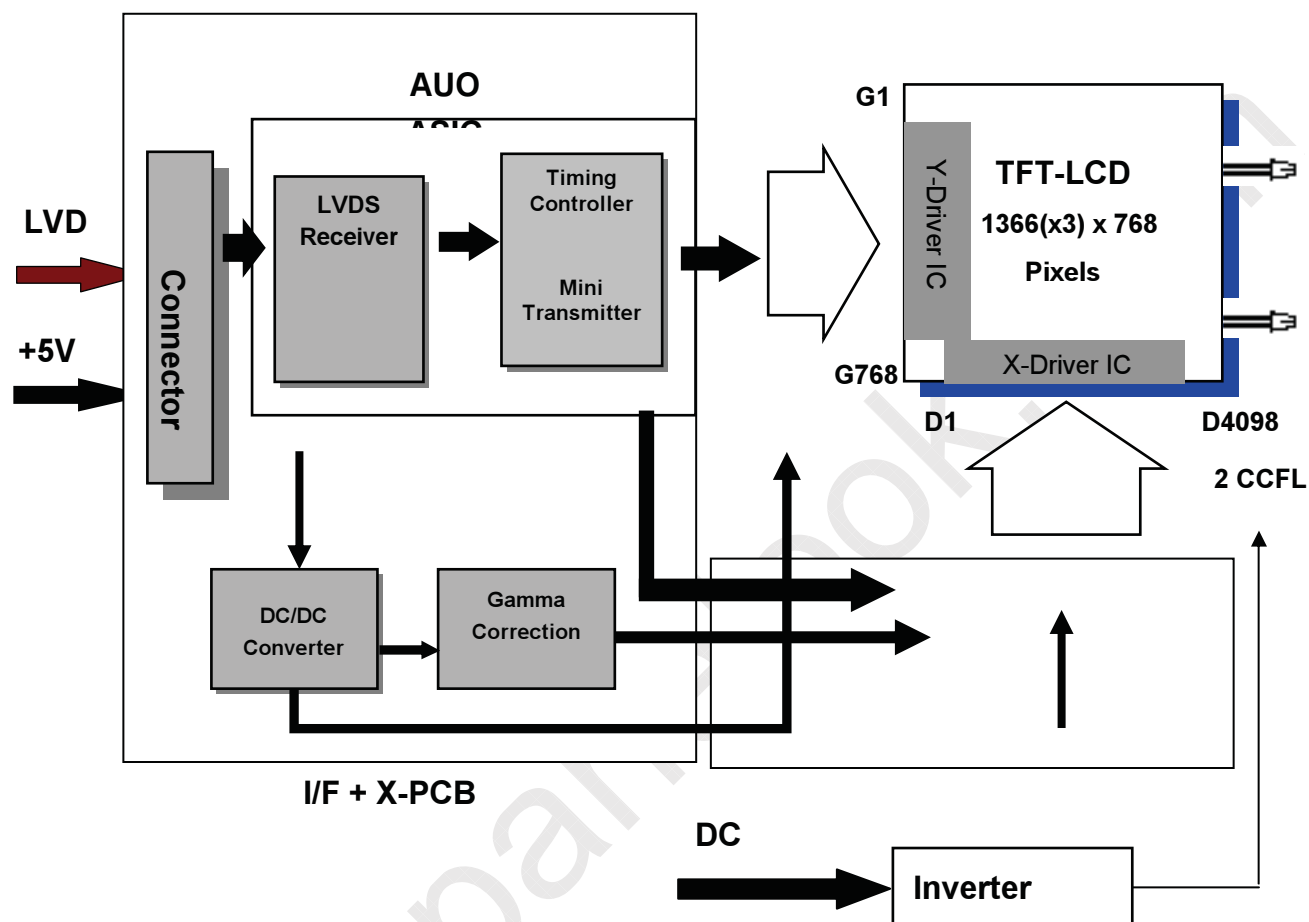 AUO
ASIC
G1
TFT-LCD
1366(x3) x 768
Pixels
Y-Driver IC
X-Driver IC
G768
D1
D4098
2 CCFL
LVD
+5V
Connector
LVDS
Receiver
Timing
Controller
Mini
Transmitter
DC/DC
Converter
Gamma
Correction
I/F + X-PCB
DC
Inverter